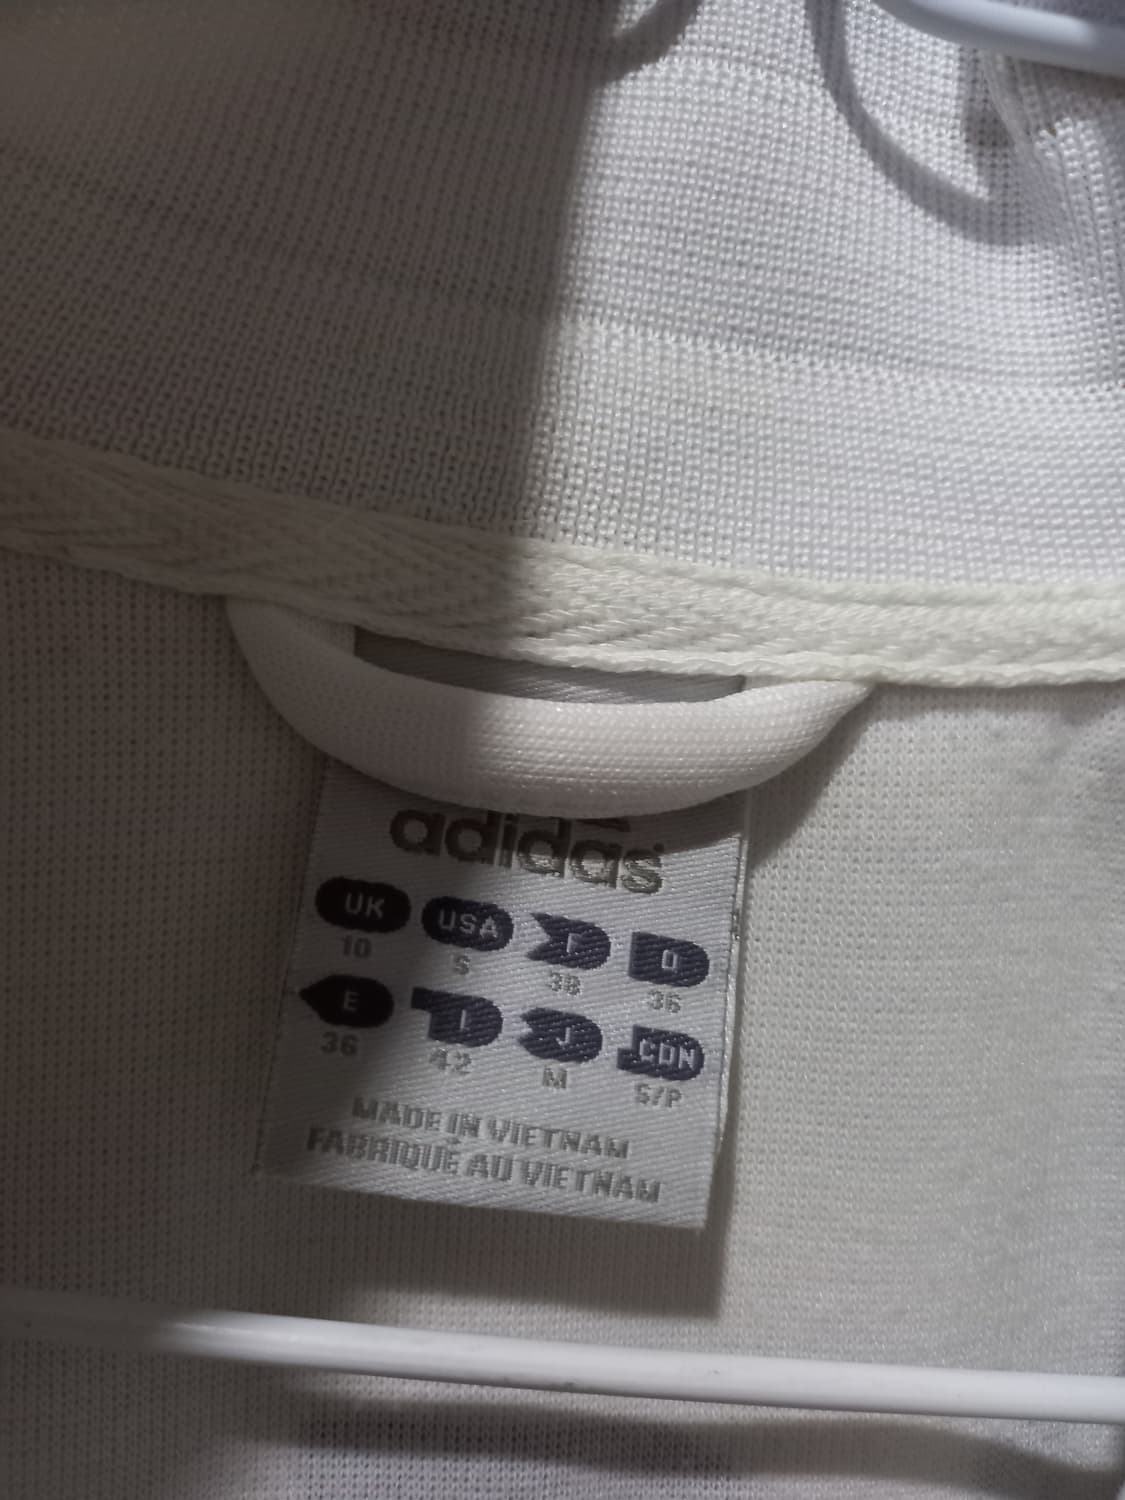 adidas
UK USA F D
10 S 38 36
E I J CDN
36 42 M S/P
MADE IN VIETNAM
FABRIQUÉ AU VIETNAM